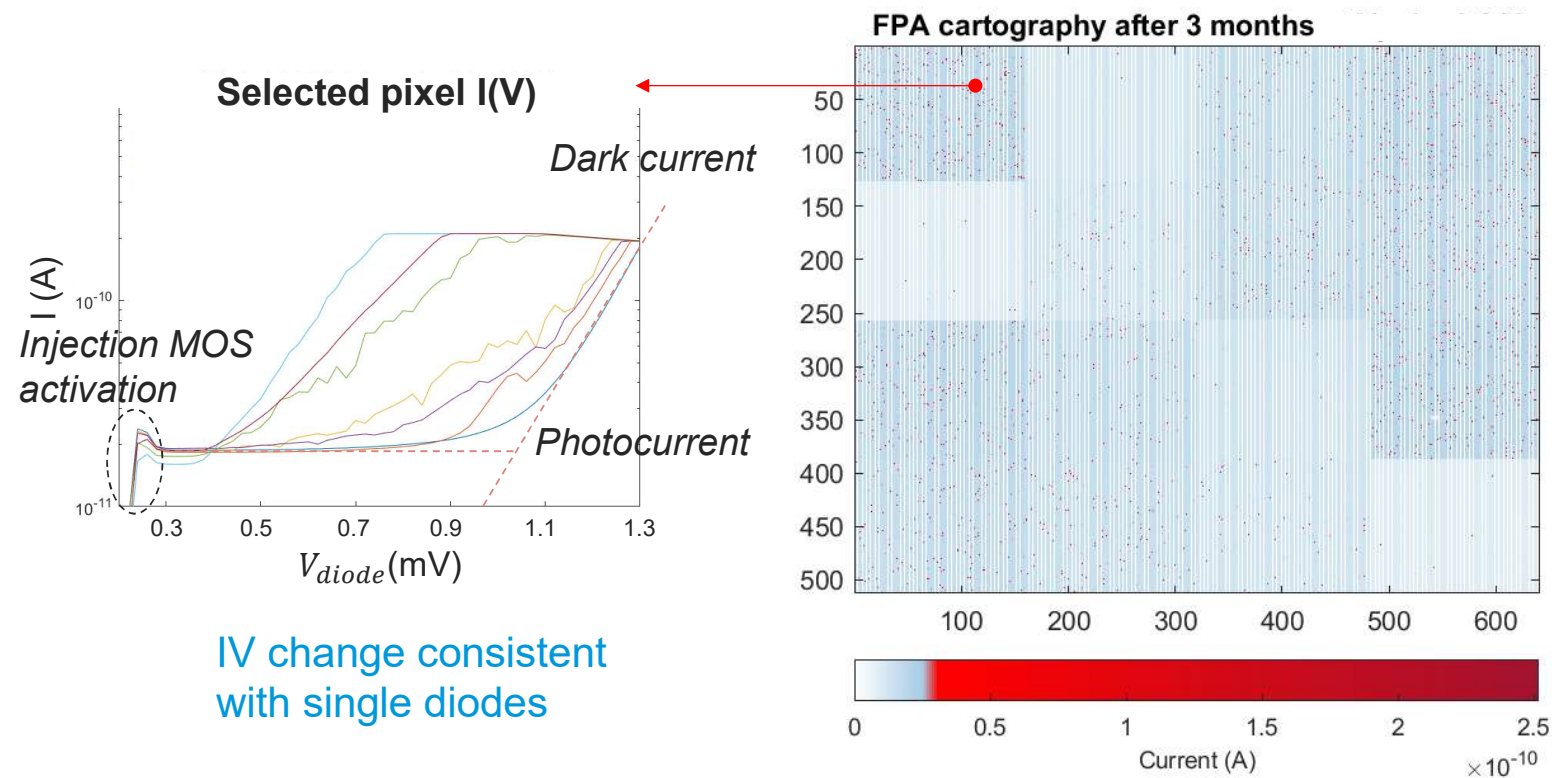 FPA cartography after 3 months
Selected pixel I(V)
Dark current
I (A)
10^-10
Injection MOS
activation
Photocurrent
10^-11
0.3 0.5 0.7 0.9 1.1 1.3
V_diode(mV)
IV change consistent
with single diodes
50
100
150
200
250
300
350
400
450
500
100 200 300 400 500 600
0 0.5 1 1.5 2 2.5
Current (A)
×10^-10